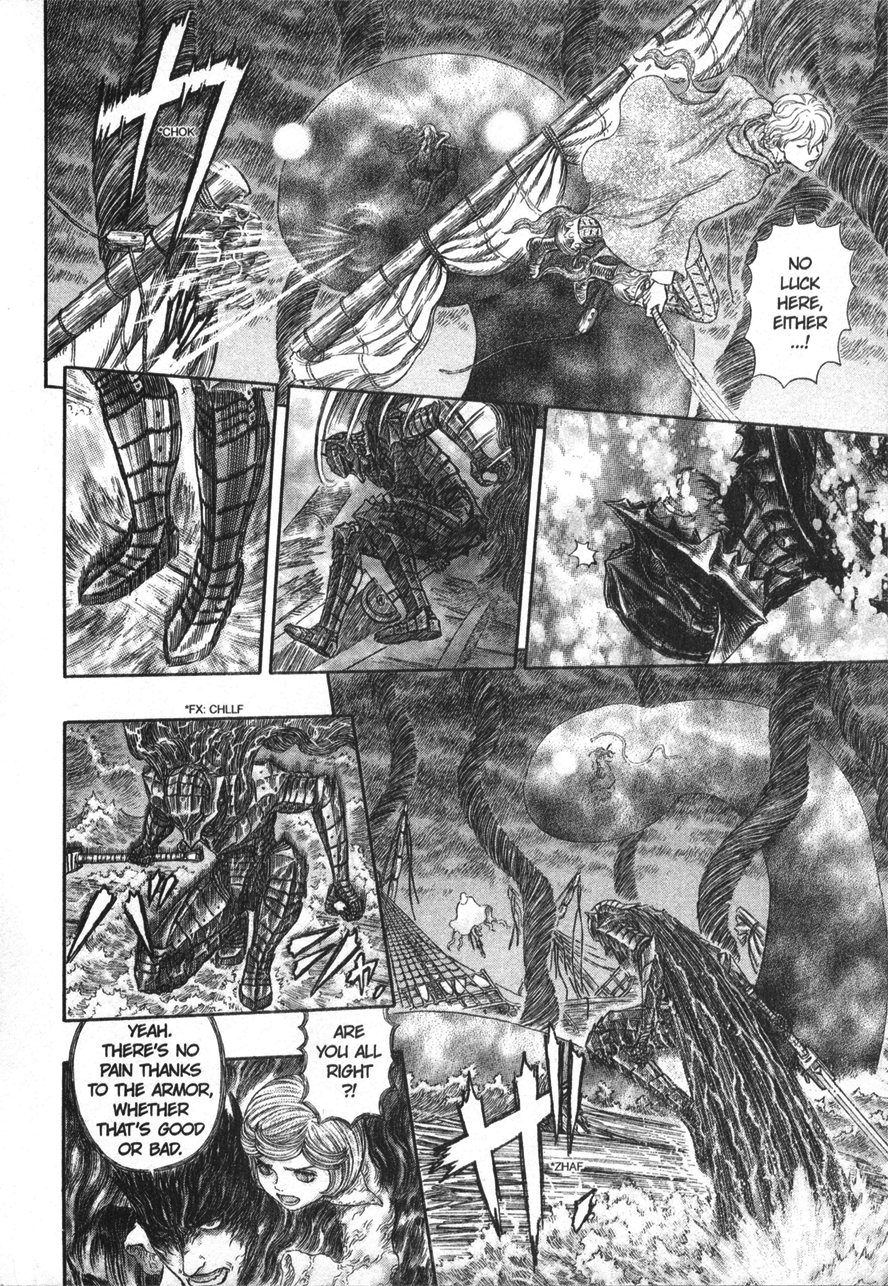 NO
LUCK
HERE,
EITHER
...!
*CHOK
*FX: CHLLF
*ZHAF
ARE
YOU ALL
RIGHT
?!
YEAH.
THERE'S NO
PAIN THANKS
TO THE ARMOR,
WHETHER
THAT'S GOOD
OR BAD.